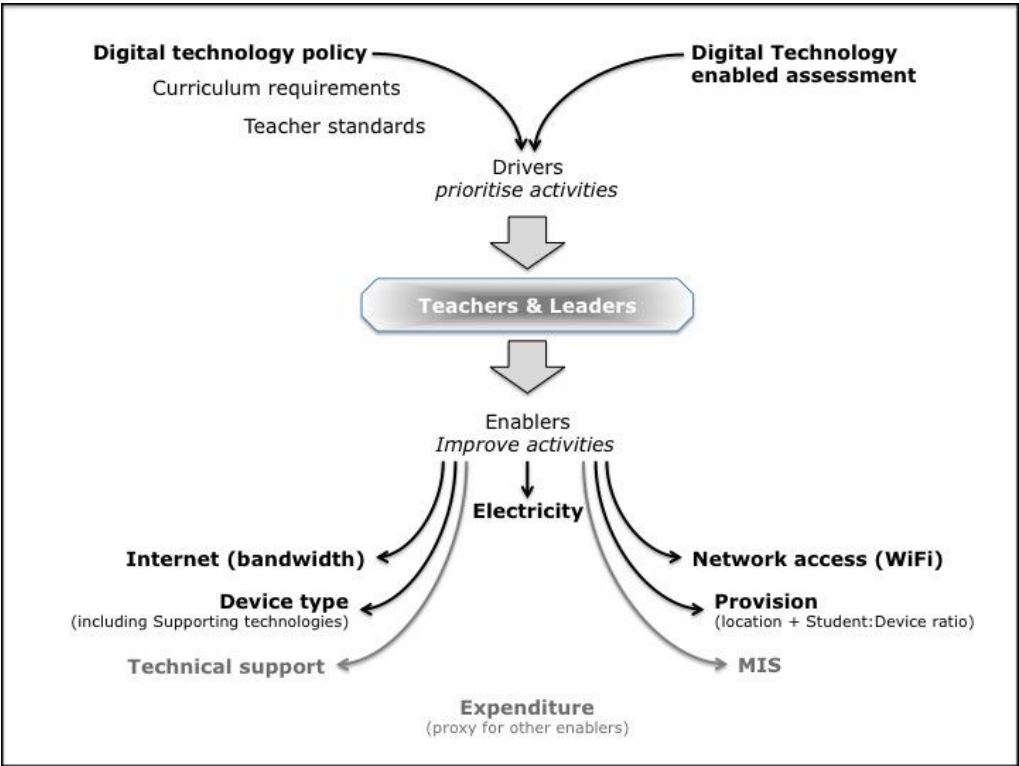 Digital technology policy
Curriculum requirements
Teacher standards
Digital Technology
enabled assessment
Drivers
prioritise activities
Teachers & Leaders
Enablers
Improve activities
Electricity
Internet (bandwidth)
Network access (WiFi)
Device type
(including Supporting technologies)
Provision
(location + Student:Device ratio)
Technical support
MIS
Expenditure
(proxy for other enablers)